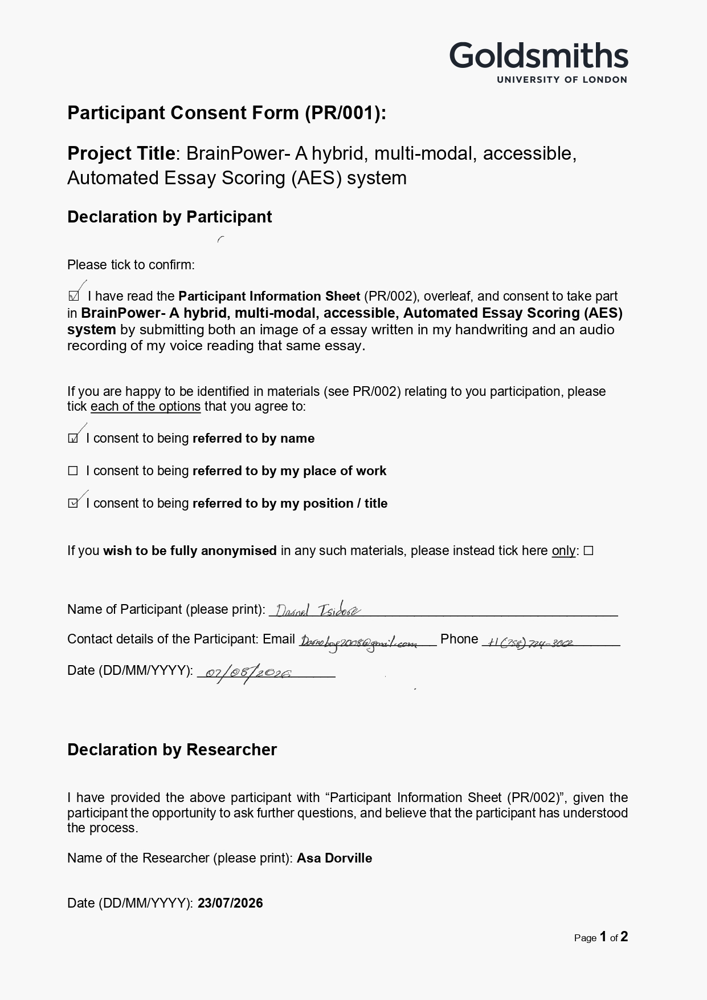 Goldsmiths
UNIVERSITY OF LONDON
Participant Consent Form (PR/001):
Project Title: BrainPower- A hybrid, multi-modal, accessible,
Automated Essay Scoring (AES) system
Declaration by Participant
Please tick to confirm:
☑ I have read the Participant Information Sheet (PR/002), overleaf, and consent to take part
in BrainPower- A hybrid, multi-modal, accessible, Automated Essay Scoring (AES)
system by submitting both an image of a essay written in my handwriting and an audio
recording of my voice reading that same essay.
If you are happy to be identified in materials (see PR/002) relating to you participation, please
tick each of the options that you agree to:
☑ I consent to being referred to by name
☐ I consent to being referred to by my place of work
☑ I consent to being referred to by my position / title
If you wish to be fully anonymised in any such materials, please instead tick here only: ☐
Name of Participant (please print): Darnel Isidore
Contact details of the Participant: Email Darnoboy2008@gmail.com Phone +1(758)724-3002
Date (DD/MM/YYYY): 07/08/2026
Declaration by Researcher
I have provided the above participant with “Participant Information Sheet (PR/002)”, given the
participant the opportunity to ask further questions, and believe that the participant has understood
the process.
Name of the Researcher (please print): Asa Dorville
Date (DD/MM/YYYY): 23/07/2026
Page 1 of 2